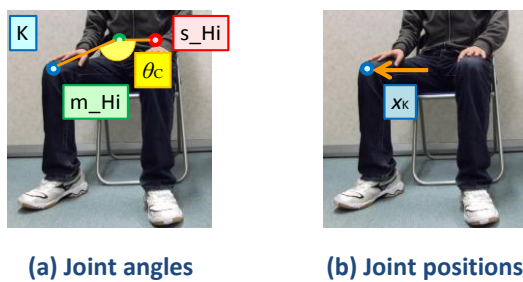 K
s_Hi
θC
m_Hi
xK
(a) Joint angles
(b) Joint positions